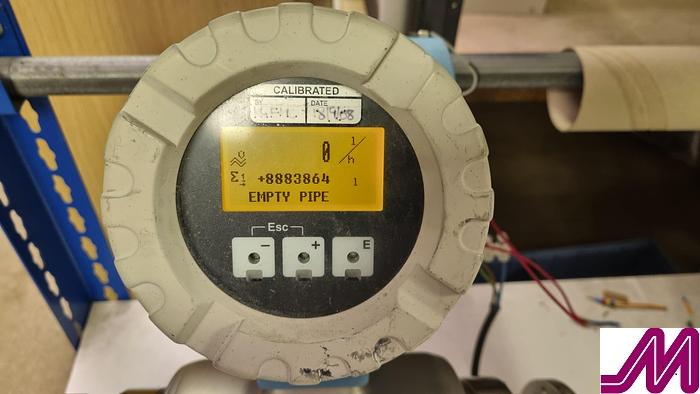 CALIBRATED
BY DATE
0 l/h
Σ1 +8883864 l
EMPTY PIPE
Esc
- + E
M